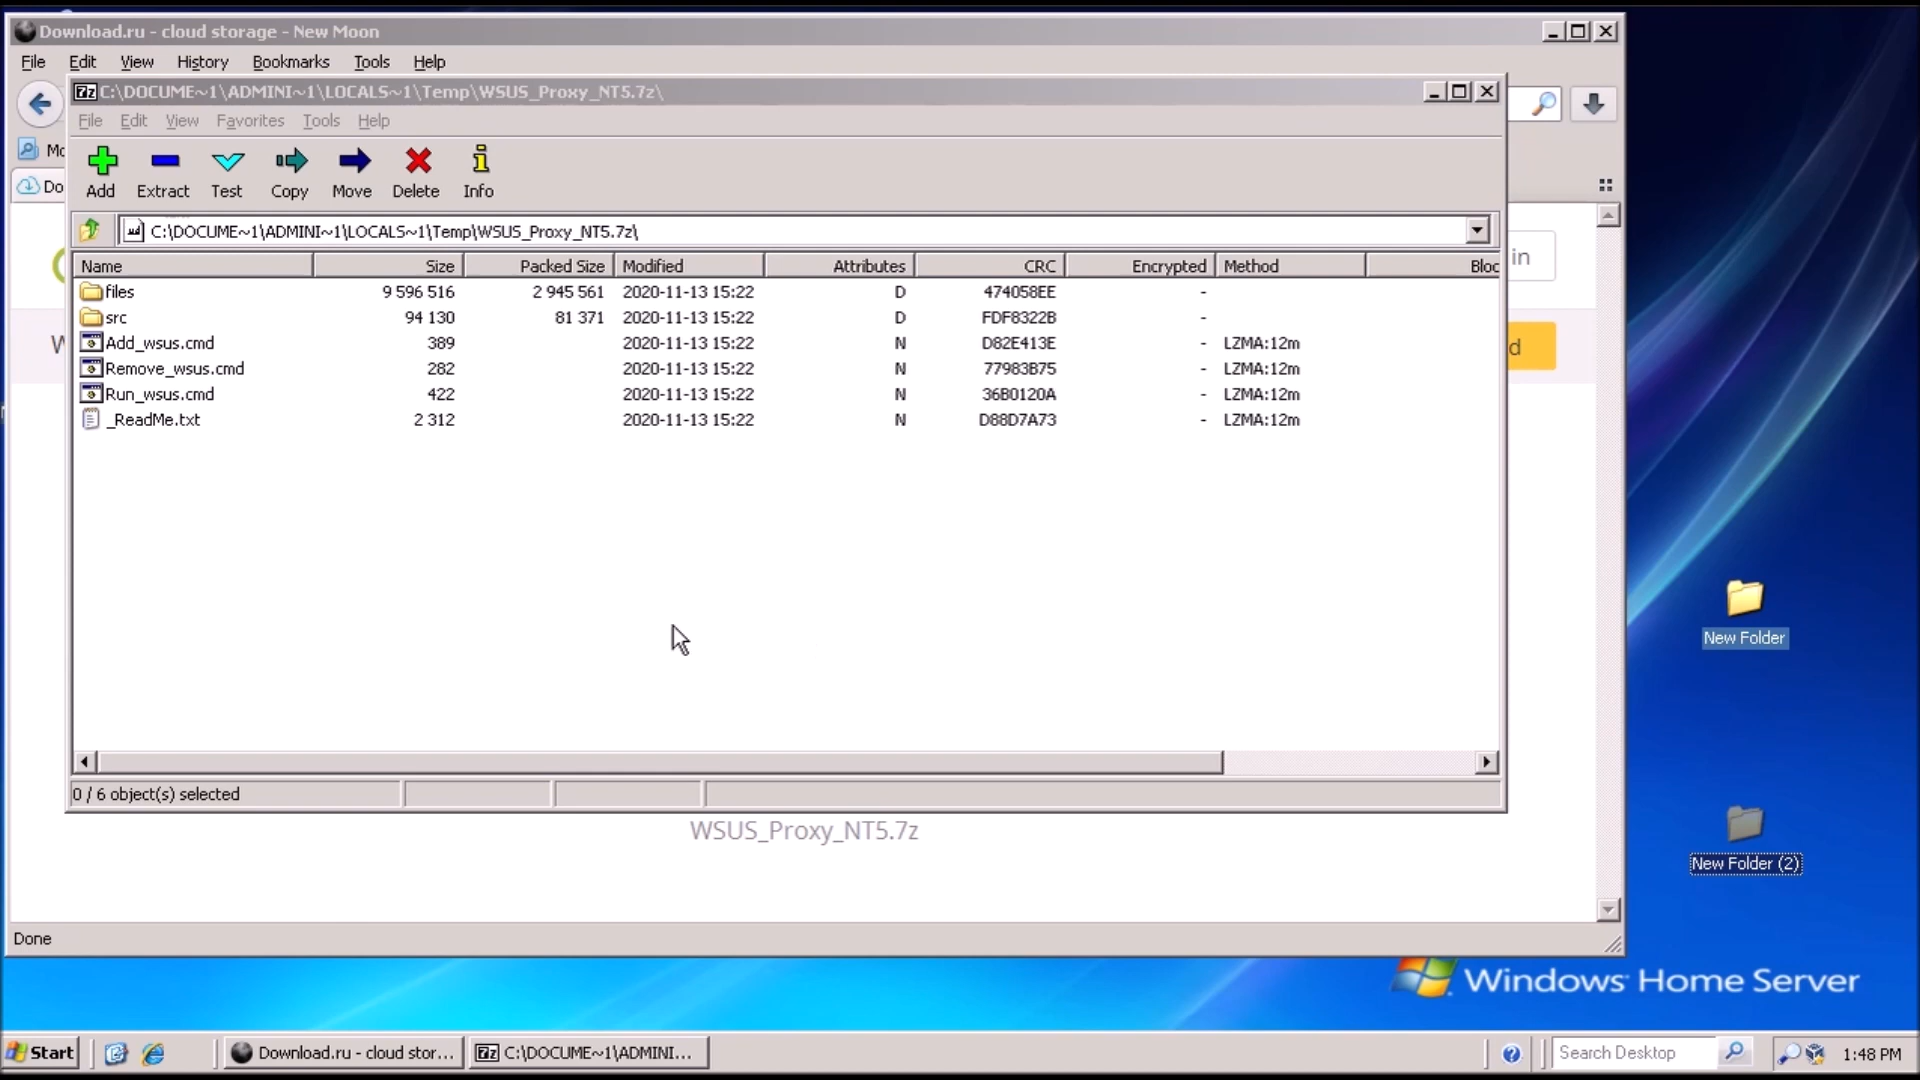 Download.ru - cloud storage - New Moon
File Edit View History Bookmarks Tools Help
C:\DOCUME~1\ADMINI~1\LOCALS~1\Temp\WSUS_Proxy_NT5.7z\
File Edit View Favorites Tools Help
Add Extract Test Copy Move Delete Info
C:\DOCUME~1\ADMINI~1\LOCALS~1\Temp\WSUS_Proxy_NT5.7z\
Name Size Packed Size Modified Attributes CRC Encrypted Method Bloc
files 9 596 516 2 945 561 2020-11-13 15:22 D 474058EE -
src 94 130 81 371 2020-11-13 15:22 D FDF8322B -
Add_wsus.cmd 389 2020-11-13 15:22 N D82E413E - LZMA:12m
Remove_wsus.cmd 282 2020-11-13 15:22 N 77983B75 - LZMA:12m
Run_wsus.cmd 422 2020-11-13 15:22 N 36B0120A - LZMA:12m
_ReadMe.txt 2 312 2020-11-13 15:22 N D88D7A73 - LZMA:12m
0 / 6 object(s) selected
Mo
Do
in
W
d
WSUS_Proxy_NT5.7z
Done
New Folder
New Folder (2)
Windows Home Server
Start
Download.ru - cloud stor...
C:\DOCUME~1\ADMINI...
Search Desktop
1:48 PM